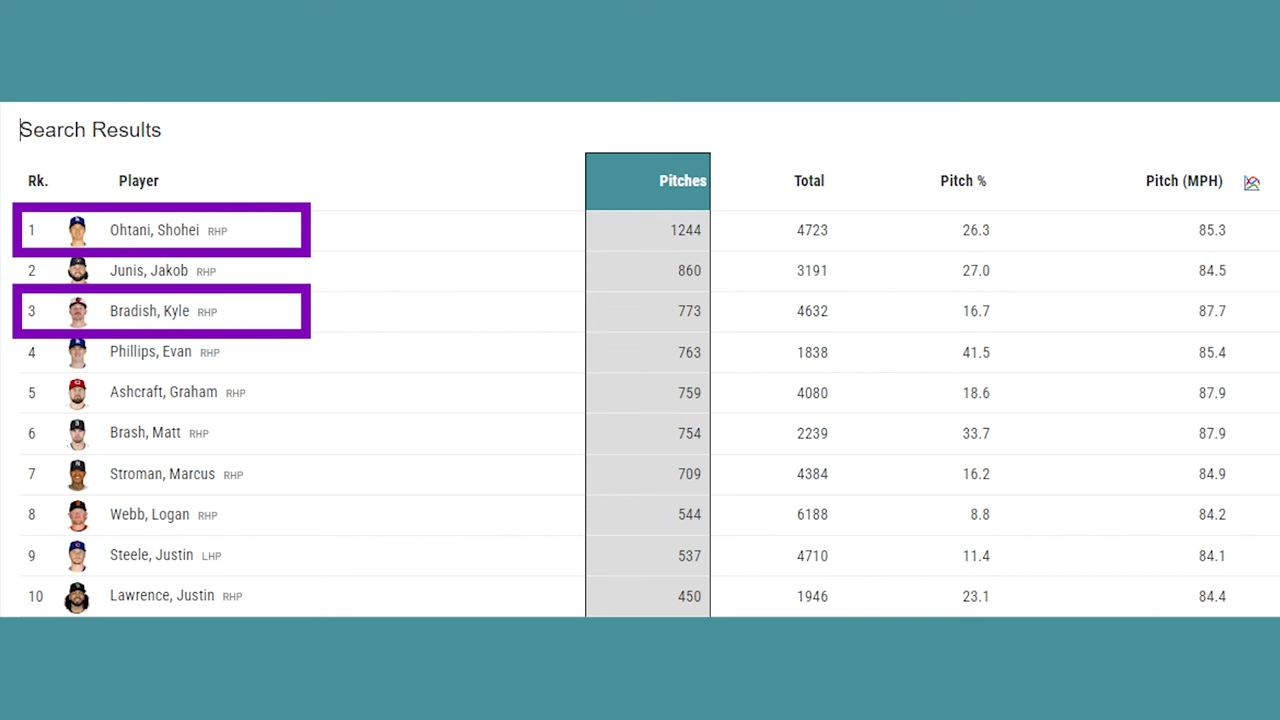 Search Results
Rk. Player Pitches Total Pitch % Pitch (MPH)
1 Ohtani, Shohei RHP 1244 4723 26.3 85.3
2 Junis, Jakob RHP 860 3191 27.0 84.5
3 Bradish, Kyle RHP 773 4632 16.7 87.7
4 Phillips, Evan RHP 763 1838 41.5 85.4
5 Ashcraft, Graham RHP 759 4080 18.6 87.9
6 Brash, Matt RHP 754 2239 33.7 87.9
7 Stroman, Marcus RHP 709 4384 16.2 84.9
8 Webb, Logan RHP 544 6188 8.8 84.2
9 Steele, Justin LHP 537 4710 11.4 84.1
10 Lawrence, Justin RHP 450 1946 23.1 84.4